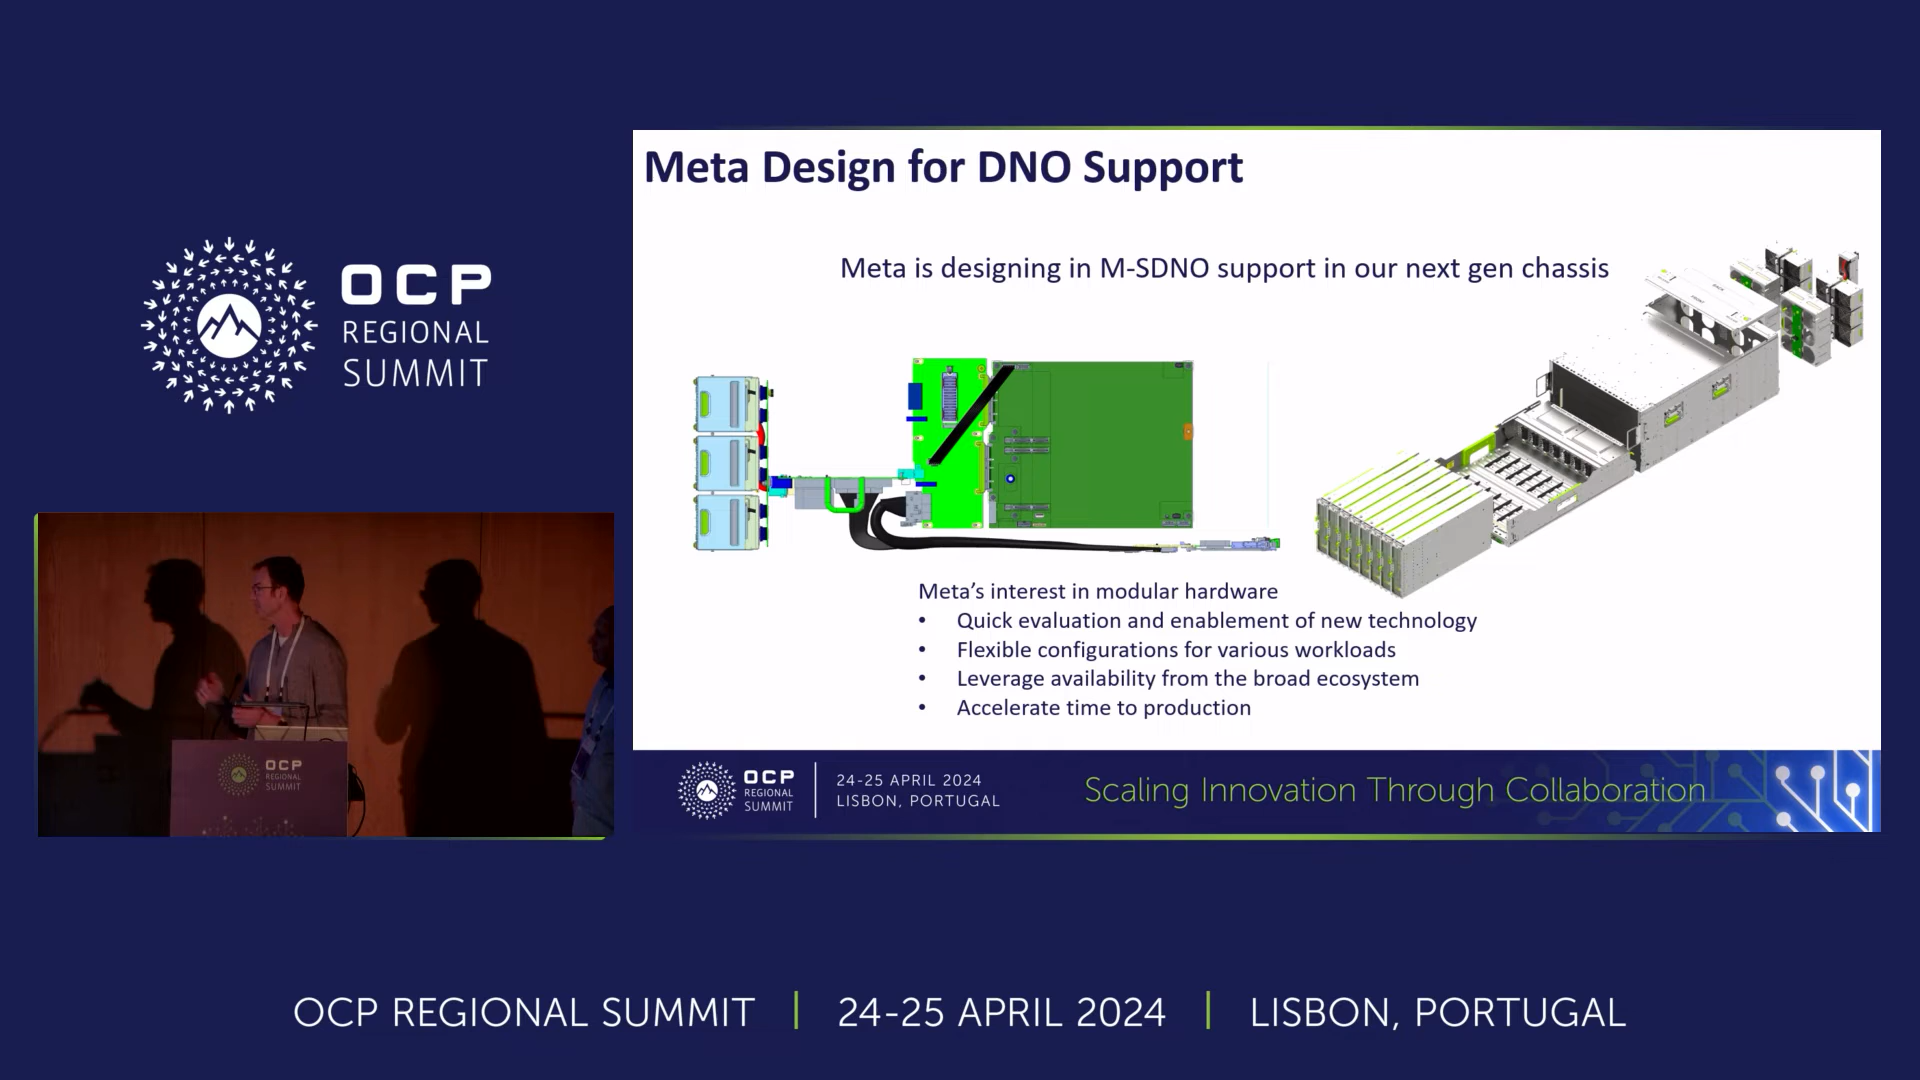 OCP
REGIONAL
SUMMIT
Meta Design for DNO Support
Meta is designing in M-SDNO support in our next gen chassis
Meta's interest in modular hardware
• Quick evaluation and enablement of new technology
• Flexible configurations for various workloads
• Leverage availability from the broad ecosystem
• Accelerate time to production
OCP
REGIONAL
SUMMIT
24-25 APRIL 2024
LISBON, PORTUGAL
Scaling Innovation Through Collaboration
OCP
REGIONAL
SUMMIT
OCP REGIONAL SUMMIT | 24-25 APRIL 2024 | LISBON, PORTUGAL